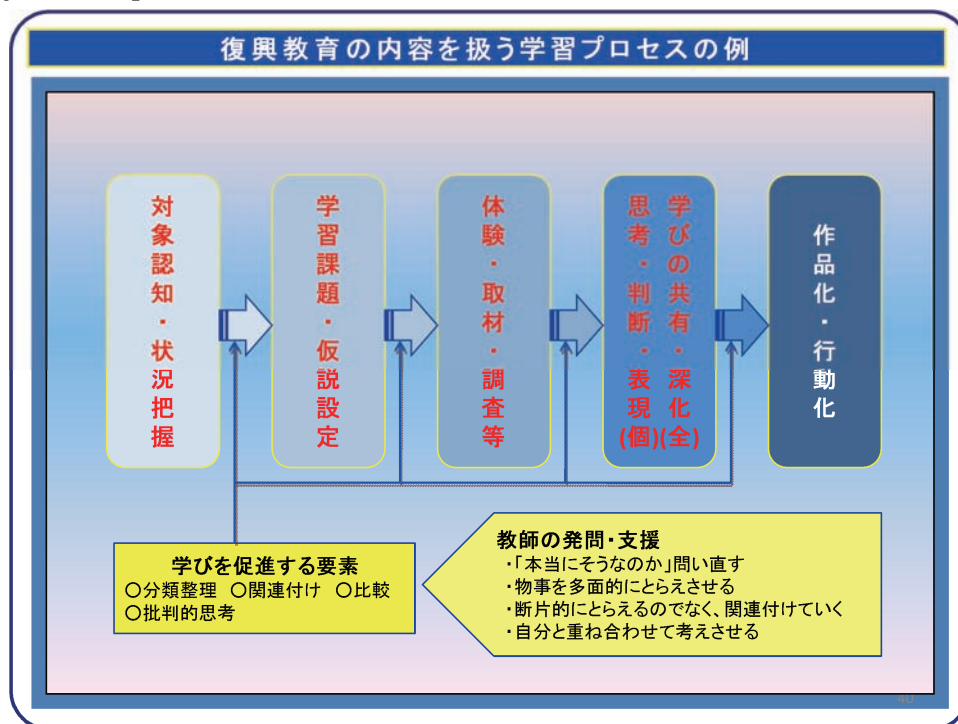 復興教育の内容を扱う学習プロセスの例
対象認知・状況把握
学習課題・仮説設定
体験・取材・調査等
学びの共有・深化(全)
思考・判断・表現(個)
作品化・行動化
学びを促進する要素
〇分類整理 〇関連付け 〇比較
〇批判的思考
教師の発問・支援
・「本当にそうなのか」問い直す
・物事を多面的にとらえさせる
・断片的にとらえるのでなく、関連付けていく
・自分と重ね合わせて考えさせる
40